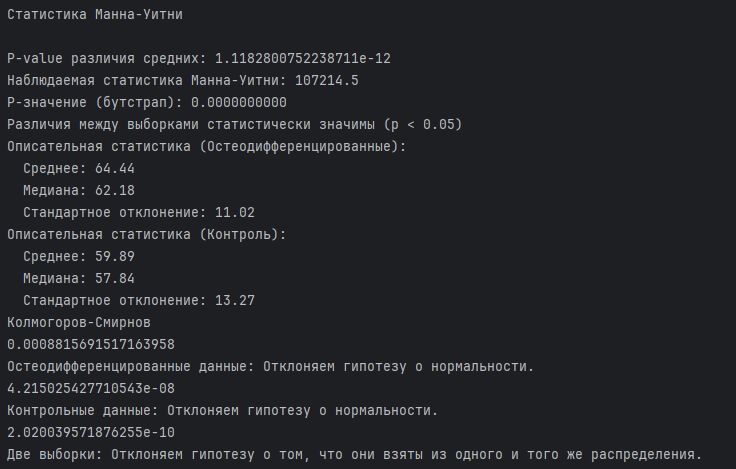 Статистика Манна-Уитни
P-value различия средних: 1.1182800752238711e-12
Наблюдаемая статистика Манна-Уитни: 107214.5
P-значение (бутстрап): 0.0000000000
Различия между выборками статистически значимы (p < 0.05)
Описательная статистика (Остеодифференцированные):
Среднее: 64.44
Медиана: 62.18
Стандартное отклонение: 11.02
Описательная статистика (Контроль):
Среднее: 59.89
Медиана: 57.84
Стандартное отклонение: 13.27
Колмогоров-Смирнов
0.0008815691517163958
Остеодифференцированные данные: Отклоняем гипотезу о нормальности.
4.215025427710543e-08
Контрольные данные: Отклоняем гипотезу о нормальности.
2.020039571876255e-10
Две выборки: Отклоняем гипотезу о том, что они взяты из одного и того же распределения.